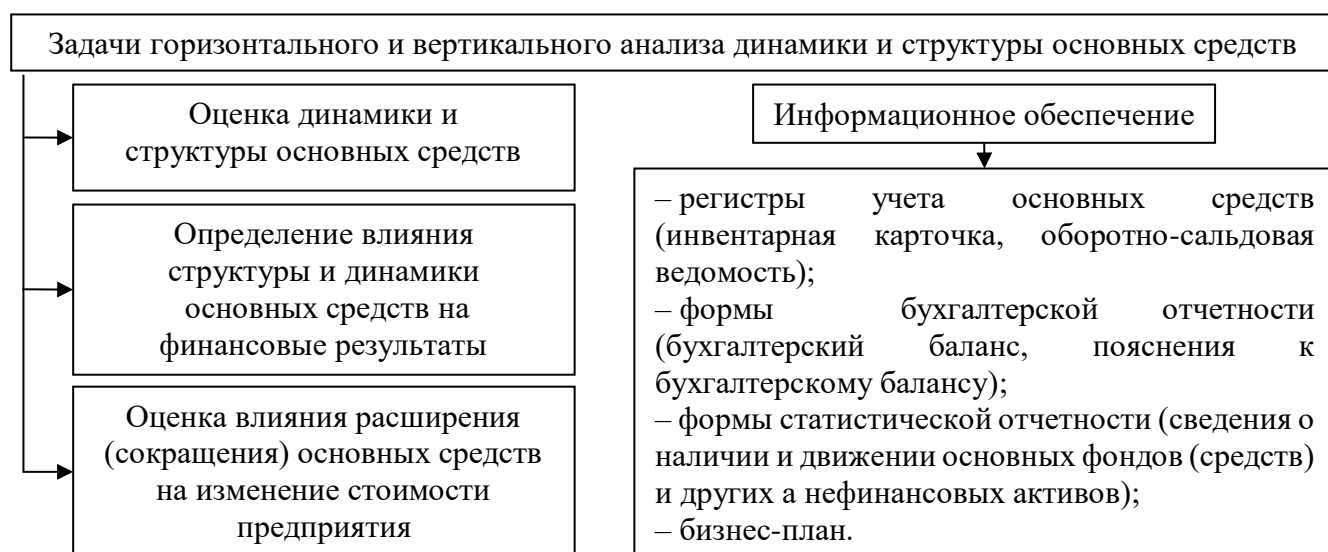 Задачи горизонтального и вертикального анализа динамики и структуры основных средств
Оценка динамики и
структуры основных средств
Определение влияния
структуры и динамики
основных средств на
финансовые результаты
Оценка влияния расширения
(сокращения) основных средств
на изменение стоимости
предприятия
Информационное обеспечение
– регистры учета основных средств
(инвентарная карточка, оборотно-сальдовая
ведомость);
– формы бухгалтерской отчетности
(бухгалтерский баланс, пояснения к
бухгалтерскому балансу);
– формы статистической отчетности (сведения о
наличии и движении основных фондов (средств)
и других а нефинансовых активов);
– бизнес-план.